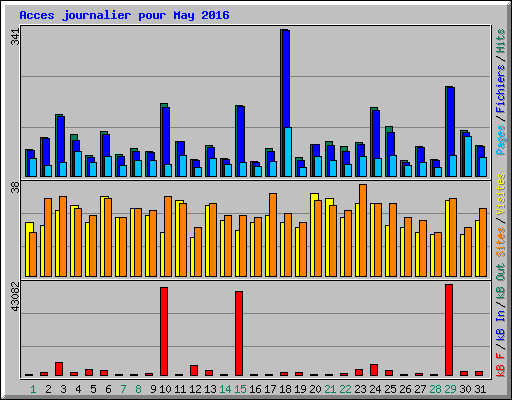 Acces journalier pour May 2016
341
38
43082
Pages / Fichiers / Hits
Sites / Visites
kB F / kB In / kB Out
1 2 3 4 5 6 7 8 9 10 11 12 13 14 15 16 17 18 19 20 21 22 23 24 25 26 27 28 29 30 31